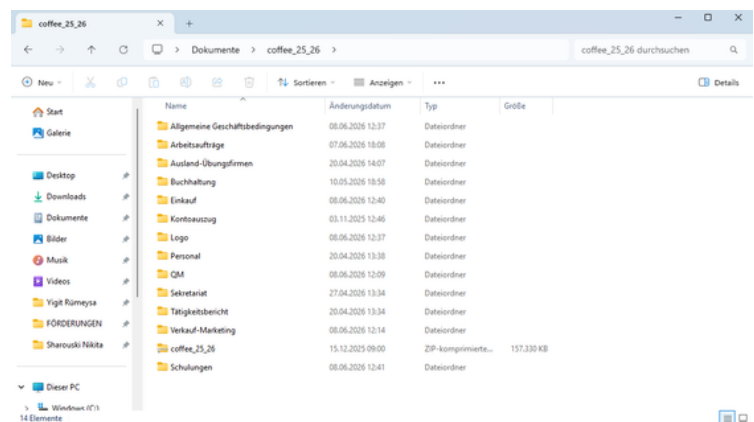 coffee_25_26
Dokumente > coffee_25_26 >
coffee_25_26 durchsuchen
Neu
Sortieren
Anzeigen
Details
Start
Galerie
Desktop
Downloads
Dokumente
Bilder
Musik
Videos
Yigit Rümeysa
FÖRDERUNGEN
Sharouski Nikita
Dieser PC
Windows (C:)
Name Änderungsdatum Typ Größe
Allgemeine Geschäftsbedingungen 08.06.2026 12:37 Dateiordner
Arbeitsaufträge 07.06.2026 18:08 Dateiordner
Ausland-Übungsfirmen 20.04.2026 14:07 Dateiordner
Buchhaltung 10.05.2026 18:58 Dateiordner
Einkauf 08.06.2026 12:40 Dateiordner
Kontoauszug 03.11.2025 12:46 Dateiordner
Logo 08.06.2026 12:37 Dateiordner
Personal 20.04.2026 13:38 Dateiordner
QM 08.06.2026 12:09 Dateiordner
Sekretariat 27.04.2026 13:34 Dateiordner
Tätigkeitsbericht 20.04.2026 13:34 Dateiordner
Verkauf-Marketing 08.06.2026 12:14 Dateiordner
coffee_25_26 15.12.2025 09:00 ZIP-komprimierte... 157.330 KB
Schulungen 08.06.2026 12:41 Dateiordner
14 Elemente